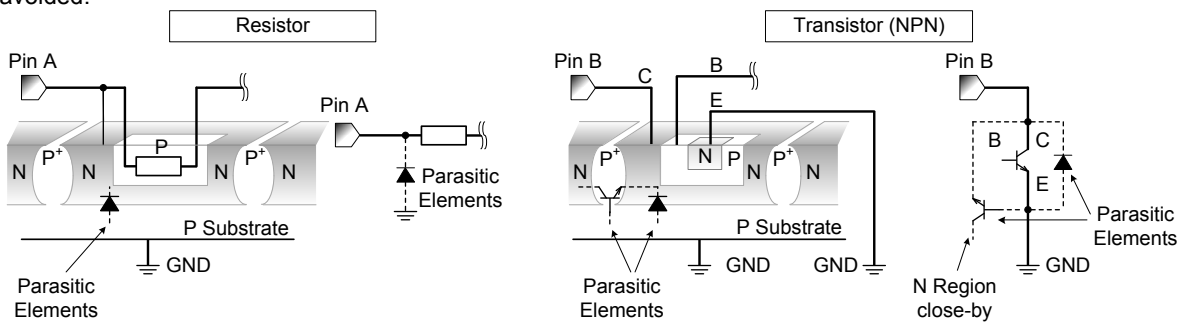 avoided.
Resistor
Transistor (NPN)
Pin A
Pin A
N
P+
N
P
N
P+
N
Parasitic
Elements
P Substrate
GND
Parasitic
Elements
Pin B
C
B
E
N
P+
N
N
P
P+
N
P Substrate
GND
GND
Parasitic
Elements
Pin B
B
C
E
Parasitic
Elements
GND
N Region
close-by